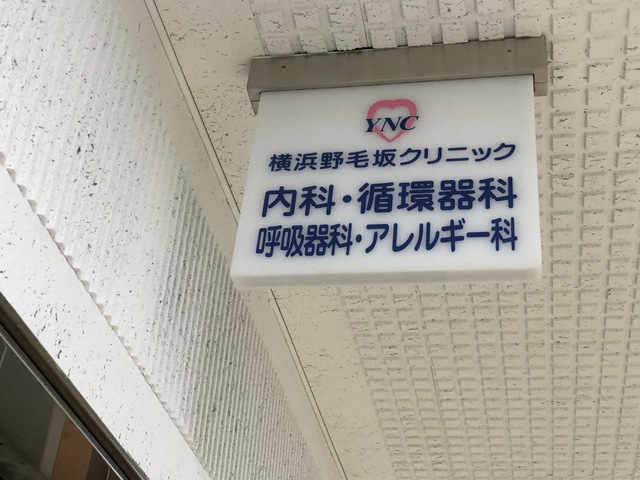 YNC
横浜野毛坂クリニック
内科・循環器科
呼吸器科・アレルギー科